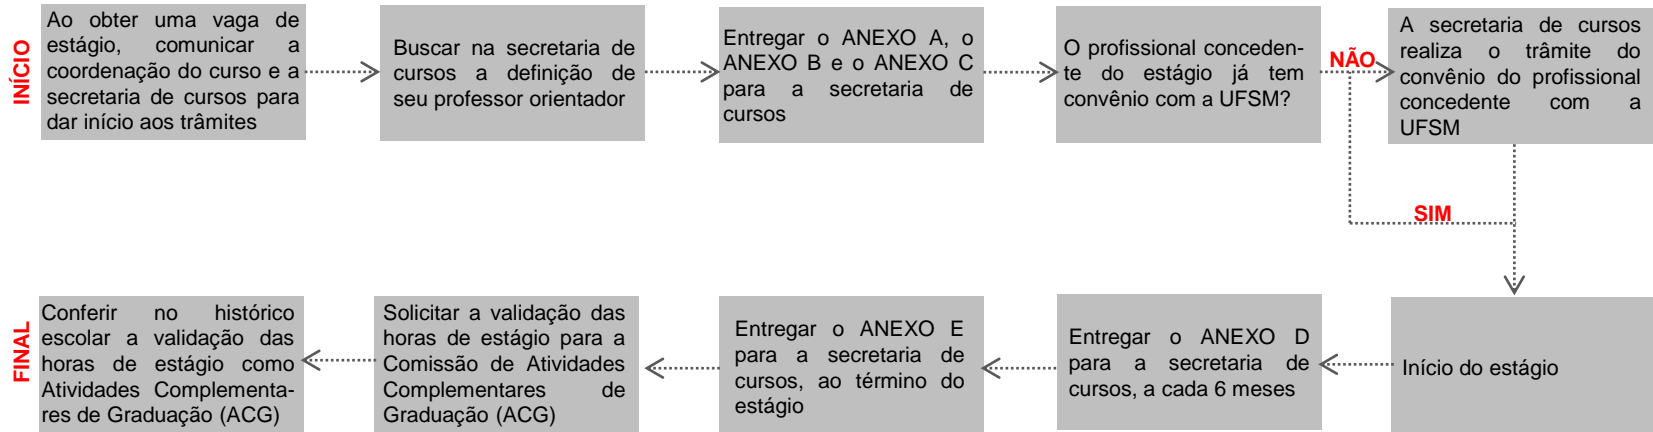 INÍCIO
Ao obter uma vaga de
estágio, comunicar a
coordenação do curso e a
secretaria de cursos para
dar início aos trâmites
Buscar na secretaria de
cursos a definição de
seu professor orientador
Entregar o ANEXO A, o
ANEXO B e o ANEXO C
para a secretaria de
cursos
O profissional conceden-
te do estágio já tem
convênio com a UFSM?
NÃO
A secretaria de cursos
realiza o trâmite do
convênio do profissional
concedente com a
UFSM
SIM
FINAL
Conferir no histórico
escolar a validação das
horas de estágio como
Atividades Complementa-
res de Graduação (ACG)
Solicitar a validação das
horas de estágio para a
Comissão de Atividades
Complementares de
Graduação (ACG)
Entregar o ANEXO E
para a secretaria de
cursos, ao término do
estágio
Entregar o ANEXO D
para a secretaria de
cursos, a cada 6 meses
Início do estágio